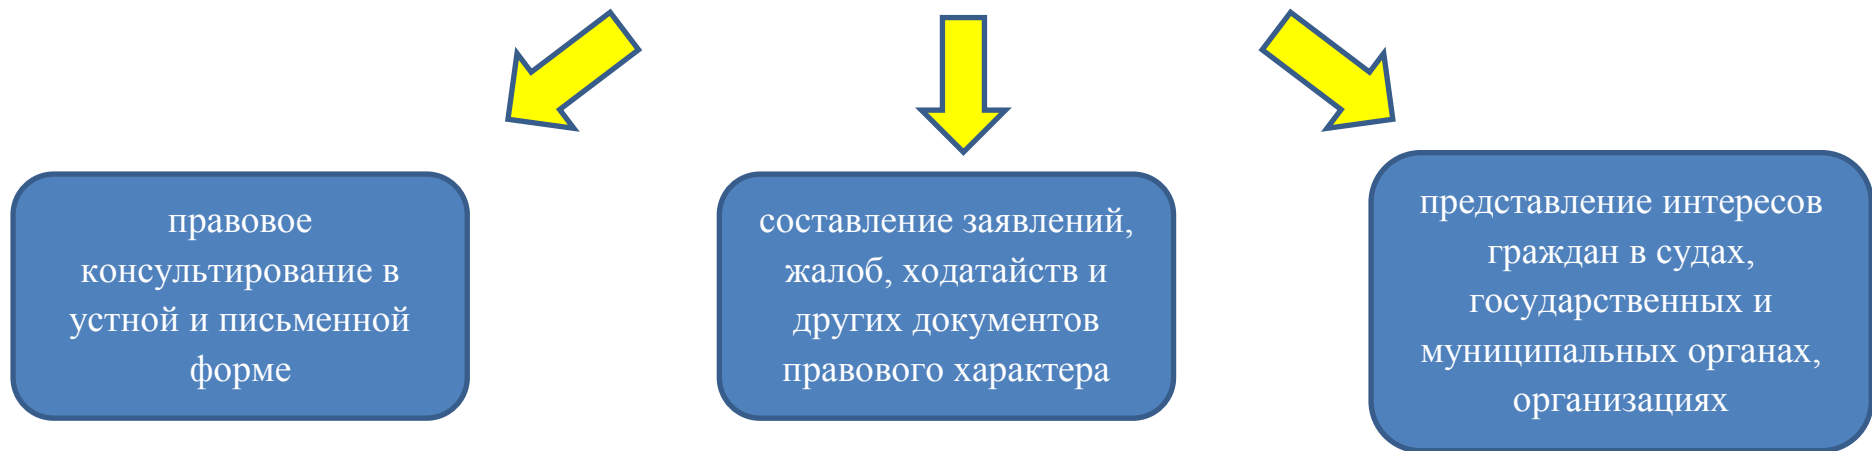 правовое
консультирование в
устной и письменной
форме
составление заявлений,
жалоб, ходатайств и
других документов
правового характера
представление интересов
граждан в судах,
государственных и
муниципальных органах,
организациях